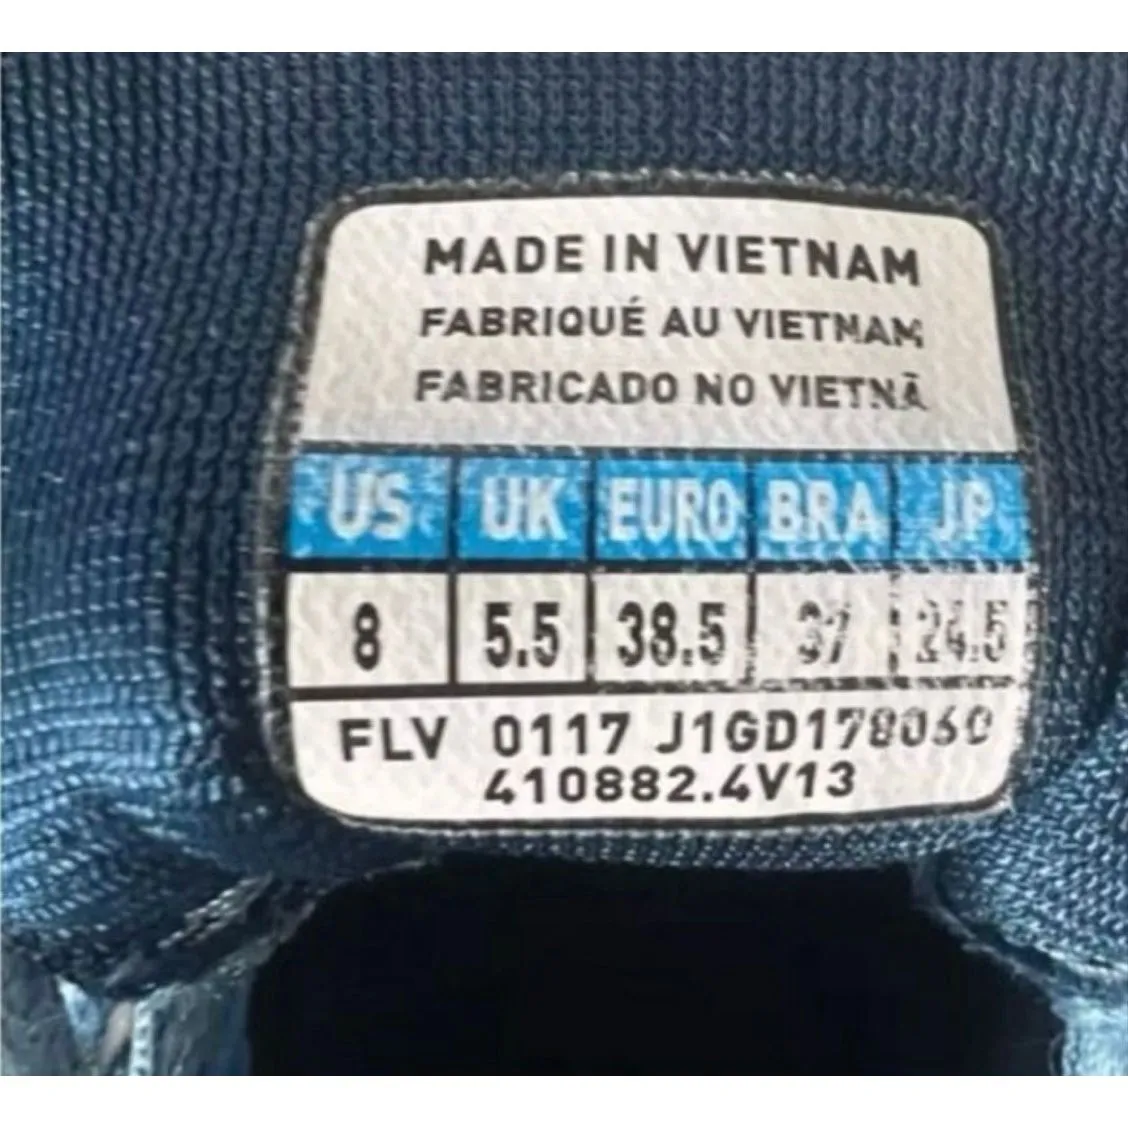 MADE IN VIETNAM
FABRIQUÉ AU VIETNAM
FABRICADO NO VIETNÃ
US UK EURO BRA JP
8 5.5 38.5 37 24.5
FLV 0117 J1GD178060
410882.4V13